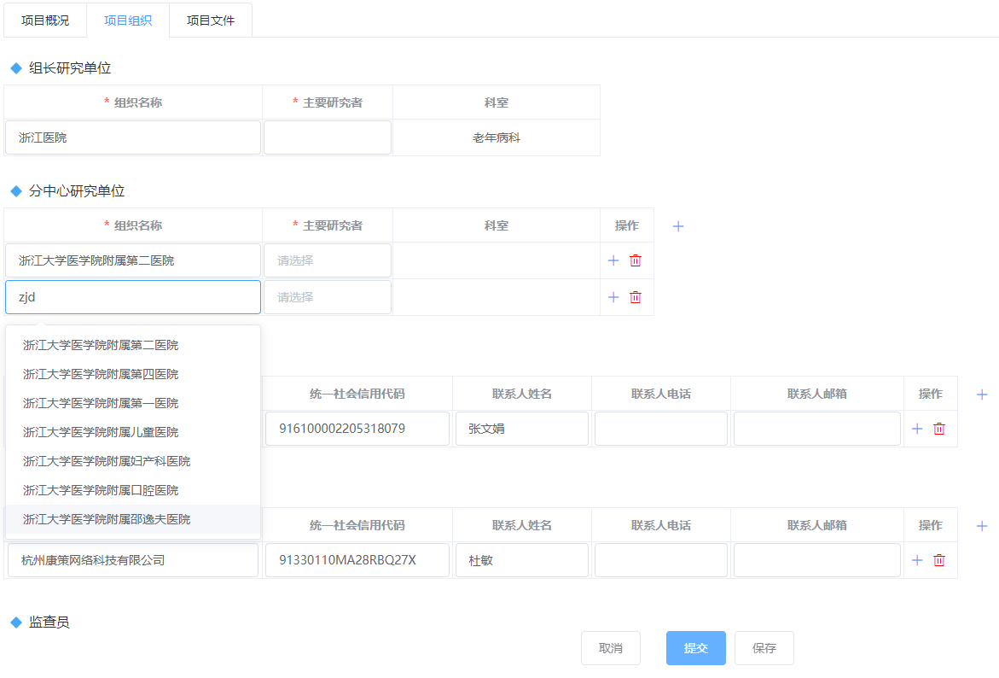 项目概况 项目组织 项目文件
组长研究单位
* 组织名称 * 主要研究者 科室
浙江医院 老年病科
分中心研究单位
* 组织名称 * 主要研究者 科室 操作
浙江大学医学院附属第二医院 请选择
zjd 请选择
浙江大学医学院附属第二医院
浙江大学医学院附属第四医院
浙江大学医学院附属第一医院
浙江大学医学院附属儿童医院
浙江大学医学院附属妇产科医院
浙江大学医学院附属口腔医院
浙江大学医学院附属邵逸夫医院
统一社会信用代码 联系人姓名 联系人电话 联系人邮箱 操作
916100002205318079 张文娟
统一社会信用代码 联系人姓名 联系人电话 联系人邮箱 操作
杭州康策网络科技有限公司 91330110MA28RBQ27X 杜敏
监查员
取消 提交 保存